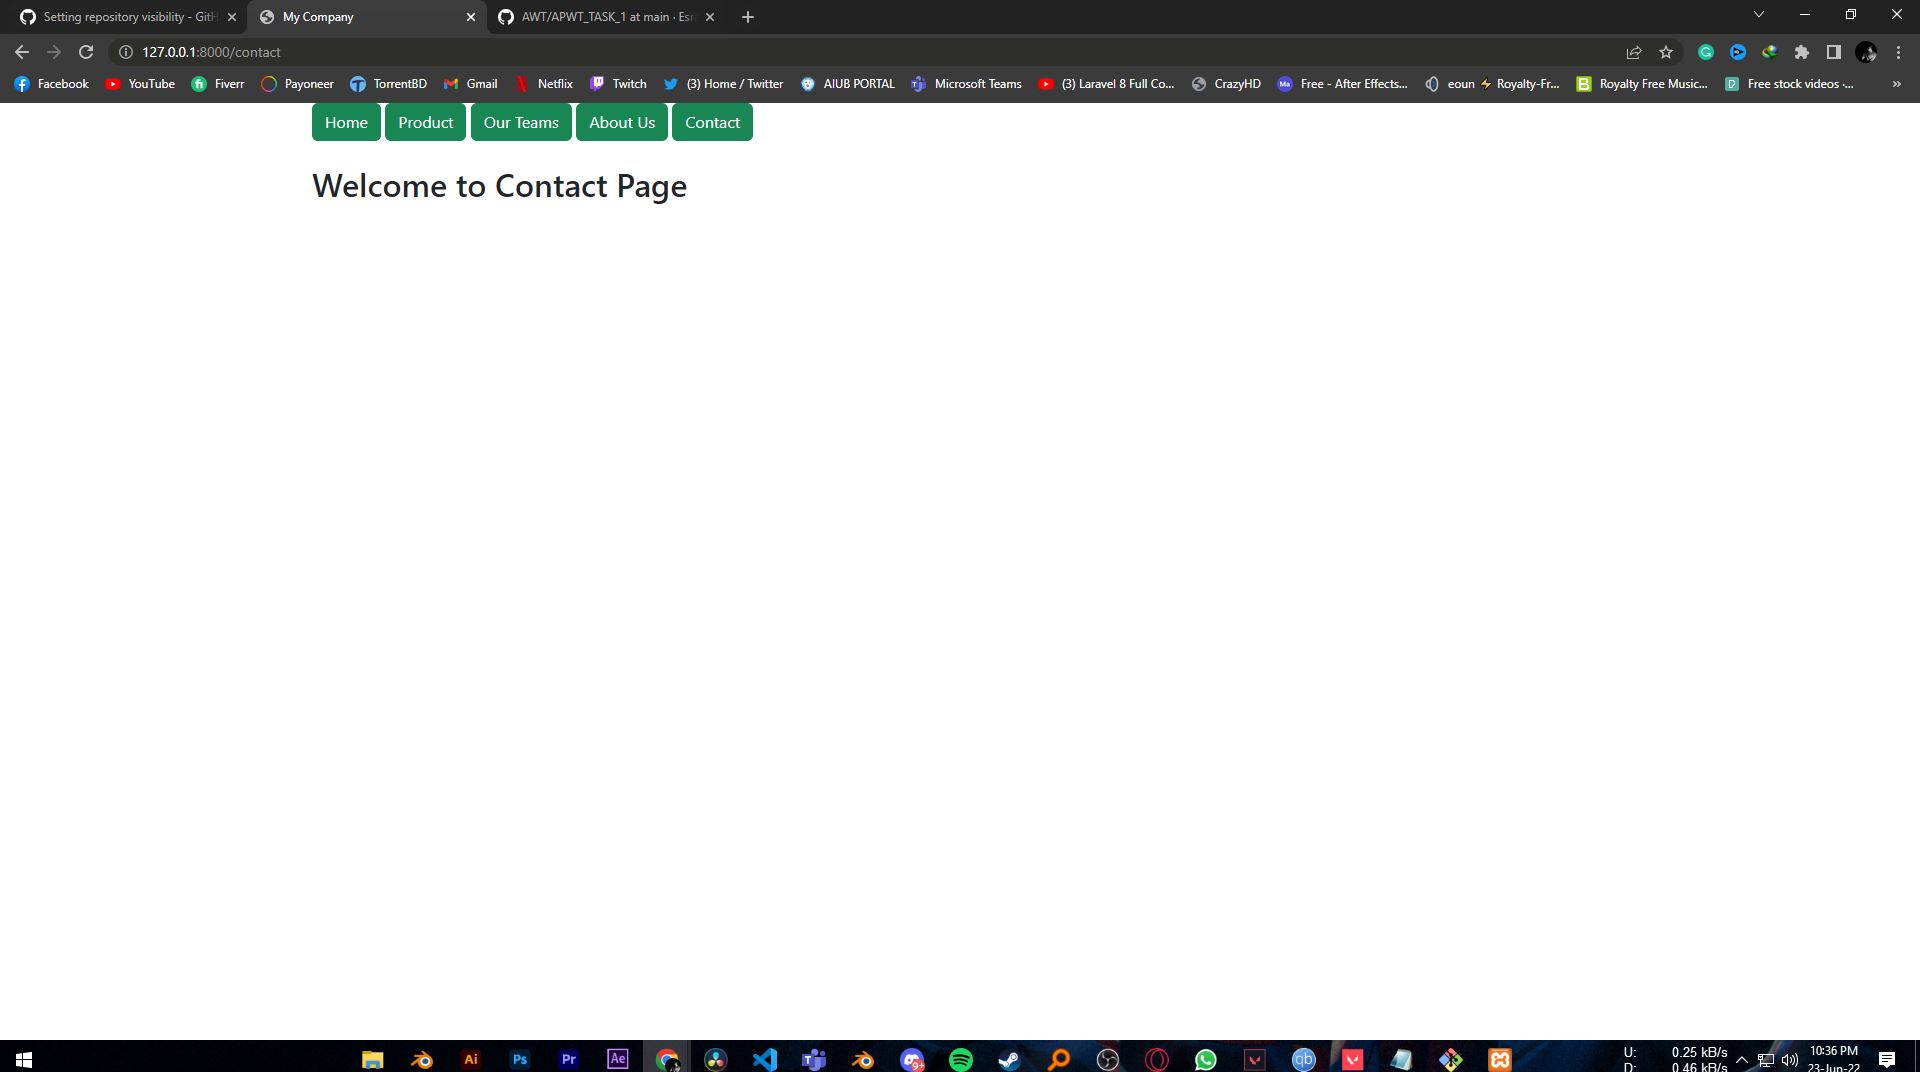 Setting repository visibility - GitH
My Company
AWT/APWT_TASK_1 at main · Esra
127.0.0.1:8000/contact
Facebook
YouTube
Fiverr
Payoneer
TorrentBD
Gmail
Netflix
Twitch
(3) Home / Twitter
AIUB PORTAL
Microsoft Teams
(3) Laravel 8 Full Co...
CrazyHD
Free - After Effects...
eoun ⚡ Royalty-Fr...
Royalty Free Music...
Free stock videos ·...
»
Home
Product
Our Teams
About Us
Contact
Welcome to Contact Page
Ai
Ps
Pr
Ae
9+
qb
U: 0.25 kB/s
D: 0.46 kB/s
10:36 PM
23-Jun-22